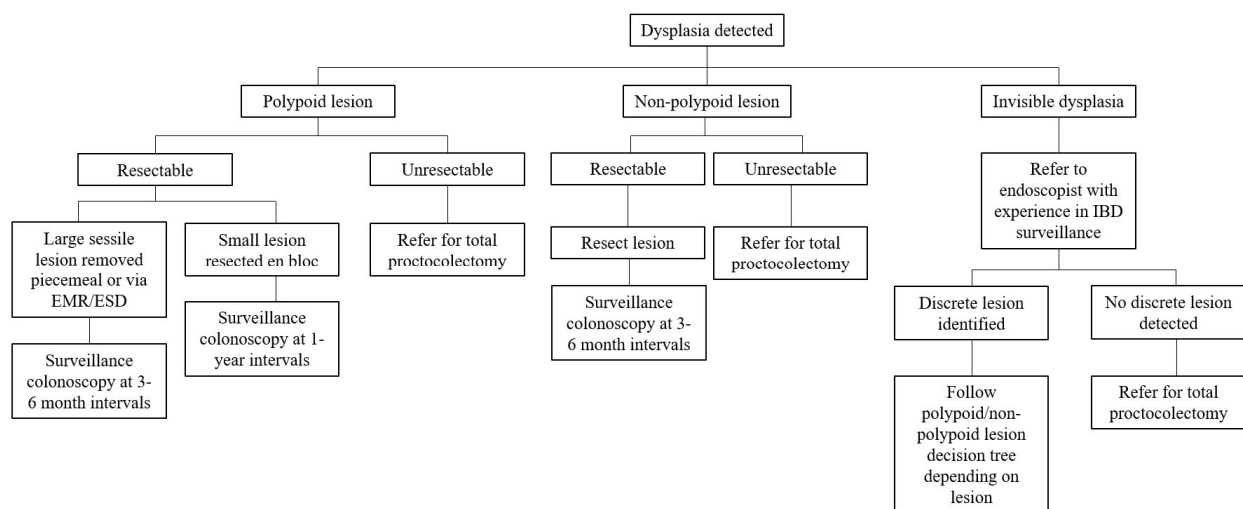 Dysplasia detected
Polypoid lesion
Non-polypoid lesion
Invisible dysplasia
Resectable
Unresectable
Resectable
Unresectable
Refer to
endoscopist with
experience in IBD
surveillance
Large sessile
lesion removed
piecemeal or via
EMR/ESD
Small lesion
resected en bloc
Refer for total
proctocolectomy
Resect lesion
Refer for total
proctocolectomy
Surveillance
colonoscopy at 3-
6 month intervals
Surveillance
colonoscopy at 1-
year intervals
Surveillance
colonoscopy at 3-
6 month intervals
Discrete lesion
identified
No discrete lesion
detected
Follow
polypoid/non-
polypoid lesion
decision tree
depending on
lesion
Refer for total
proctocolectomy